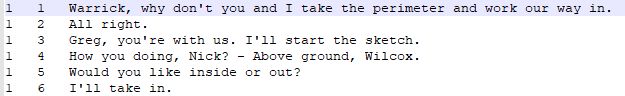 1 1 Warrick, why don't you and I take the perimeter and work our way in.
1 2 All right.
1 3 Greg, you're with us. I'll start the sketch.
1 4 How you doing, Nick? - Above ground, Wilcox.
1 5 Would you like inside or out?
1 6 I'll take in.